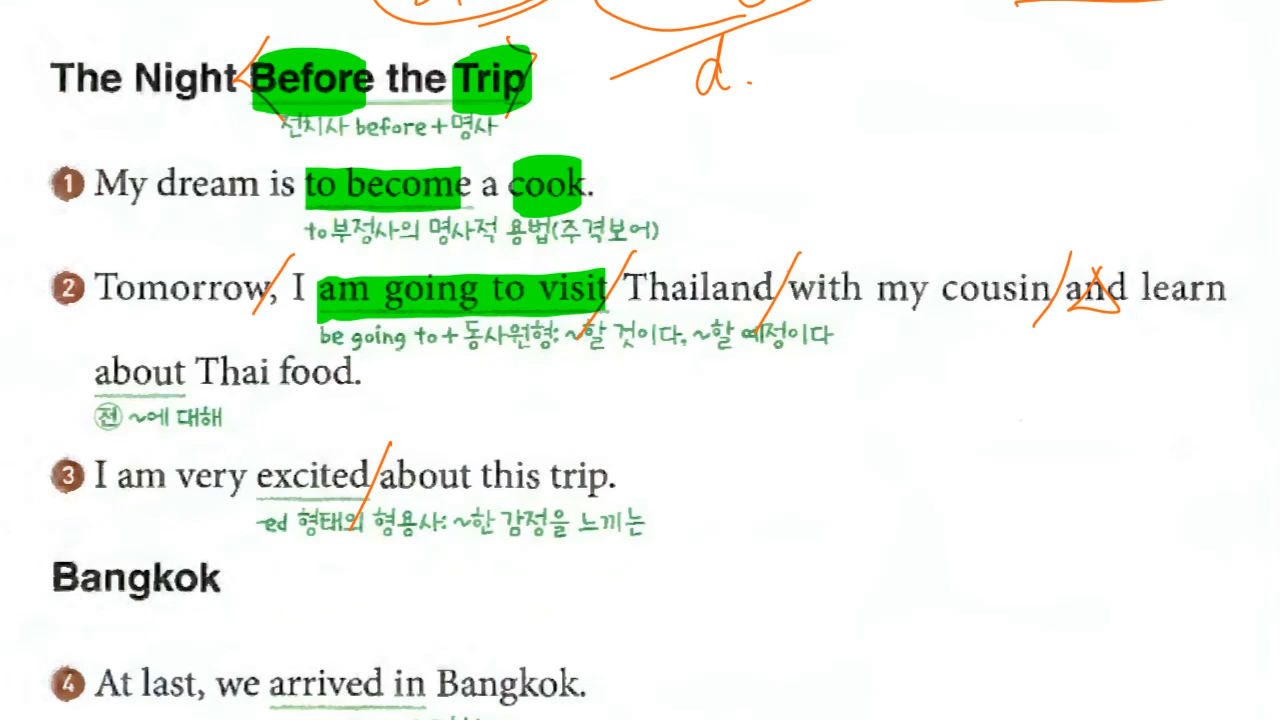 d.
The Night Before the Trip
전치사 before+명사
1 My dream is to become a cook.
to부정사의 명사적 용법(주격보어)
2 Tomorrow, I am going to visit Thailand with my cousin and learn
be going to+동사원형: ~할 것이다, ~할 예정이다
about Thai food.
전 ~에 대해
3 I am very excited about this trip.
-ed 형태의 형용사: ~한 감정을 느끼는
Bangkok
4 At last, we arrived in Bangkok.